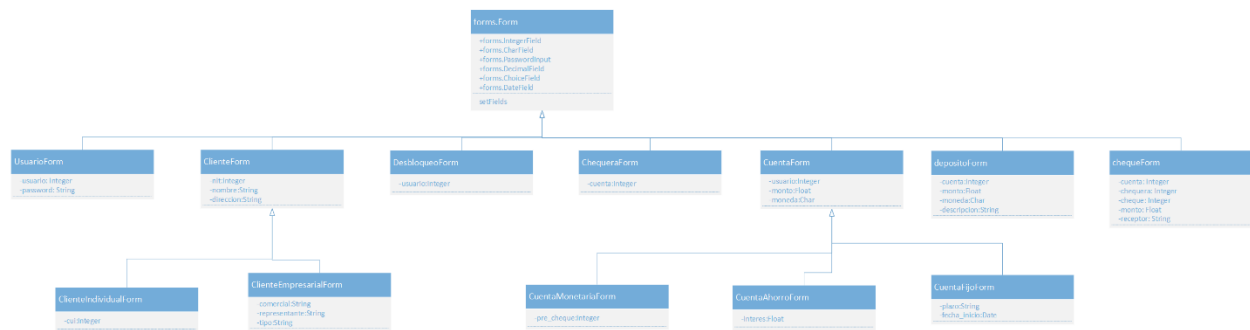 forms.Form
+forms.IntegerField
+forms.CharField
+forms.PasswordInput
+forms.DecimalField
+forms.ChoiceField
+forms.DateField
setFields
UsuarioForm
-usuario: Integer
-password: String
ClienteForm
-nit:Integer
-nombre:String
-direccion:String
DesbloqueoForm
-usuario:Integer
ChequeraForm
-cuenta:Integer
CuentaForm
-usuario:Integer
-monto:Float
-moneda:Char
depositoForm
-cuenta:Integer
-monto:Float
-moneda:Char
-descripcion:String
chequeForm
-cuenta: Integer
-chequera: Integer
-cheque: Integer
-monto: Float
-receptor: String
ClienteIndividualForm
-cui:Integer
ClienteEmpresarialForm
-comercial:String
-representante:String
-tipo:String
CuentaMonetariaForm
-pre_cheque:Integer
CuentaAhorroForm
-interes:Float
CuentaFijoForm
-plazo:String
-fecha_inicio:Date